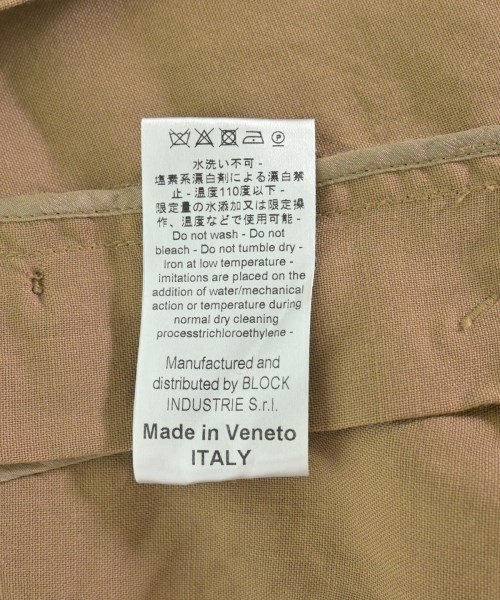 水洗い不可 -
塩素系漂白剤による漂白禁
止 - 温度110度以下 -
限定量の水添加又は限定操
作、温度などで使用可能 -
Do not wash - Do not
bleach - Do not tumble dry -
Iron at low temperature -
imitations are placed on the
addition of water/mechanical
action or temperature during
normal dry cleaning
processtrichloroethylene -
Manufactured and
distributed by BLOCK
INDUSTRIE S.r.l.
Made in Veneto
ITALY